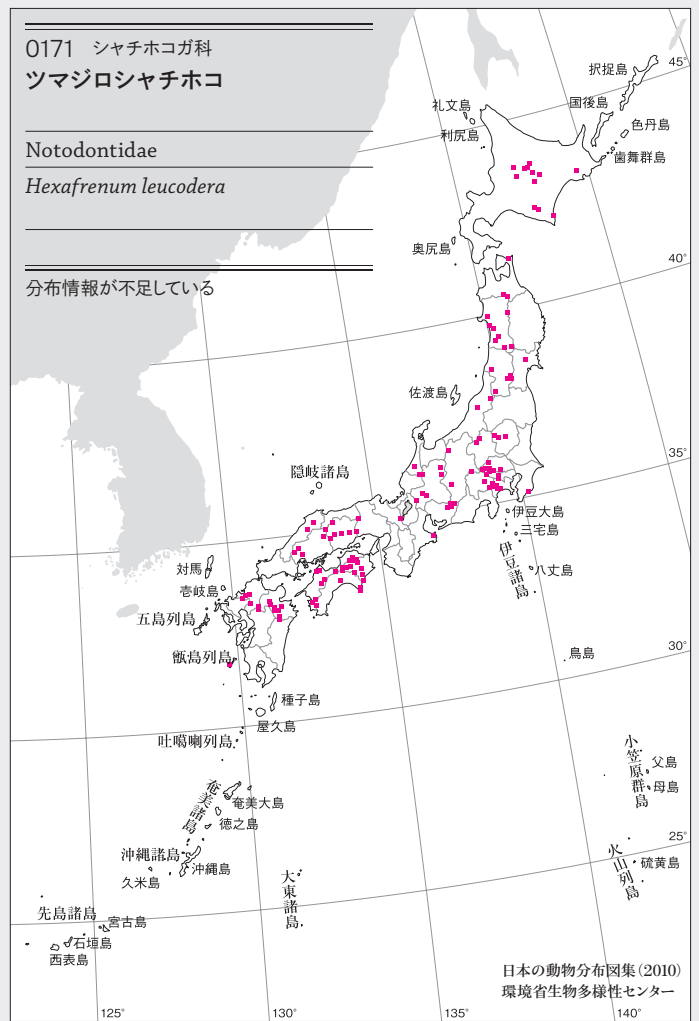 0171 シャチホコガ科
ツマジロシャチホコ
Notodontidae
Hexafrenum leucodera
分布情報が不足している
択捉島
45°
礼文島
国後島
色丹島
利尻島
歯舞群島
奥尻島
40°
佐渡島
35°
隠岐諸島
伊豆大島
三宅島
対馬
伊豆諸島
八丈島
壱岐島
五島列島
甑島列島
鳥島
30°
種子島
屋久島
吐噶喇列島
小笠原群島
父島
母島
奄美諸島
奄美大島
徳之島
25°
沖縄諸島
沖縄島
久米島
火山列島
硫黄島
大東諸島
先島諸島
宮古島
石垣島
西表島
日本の動物分布図集（2010）
環境省生物多様性センター
125°
130°
135°
140°